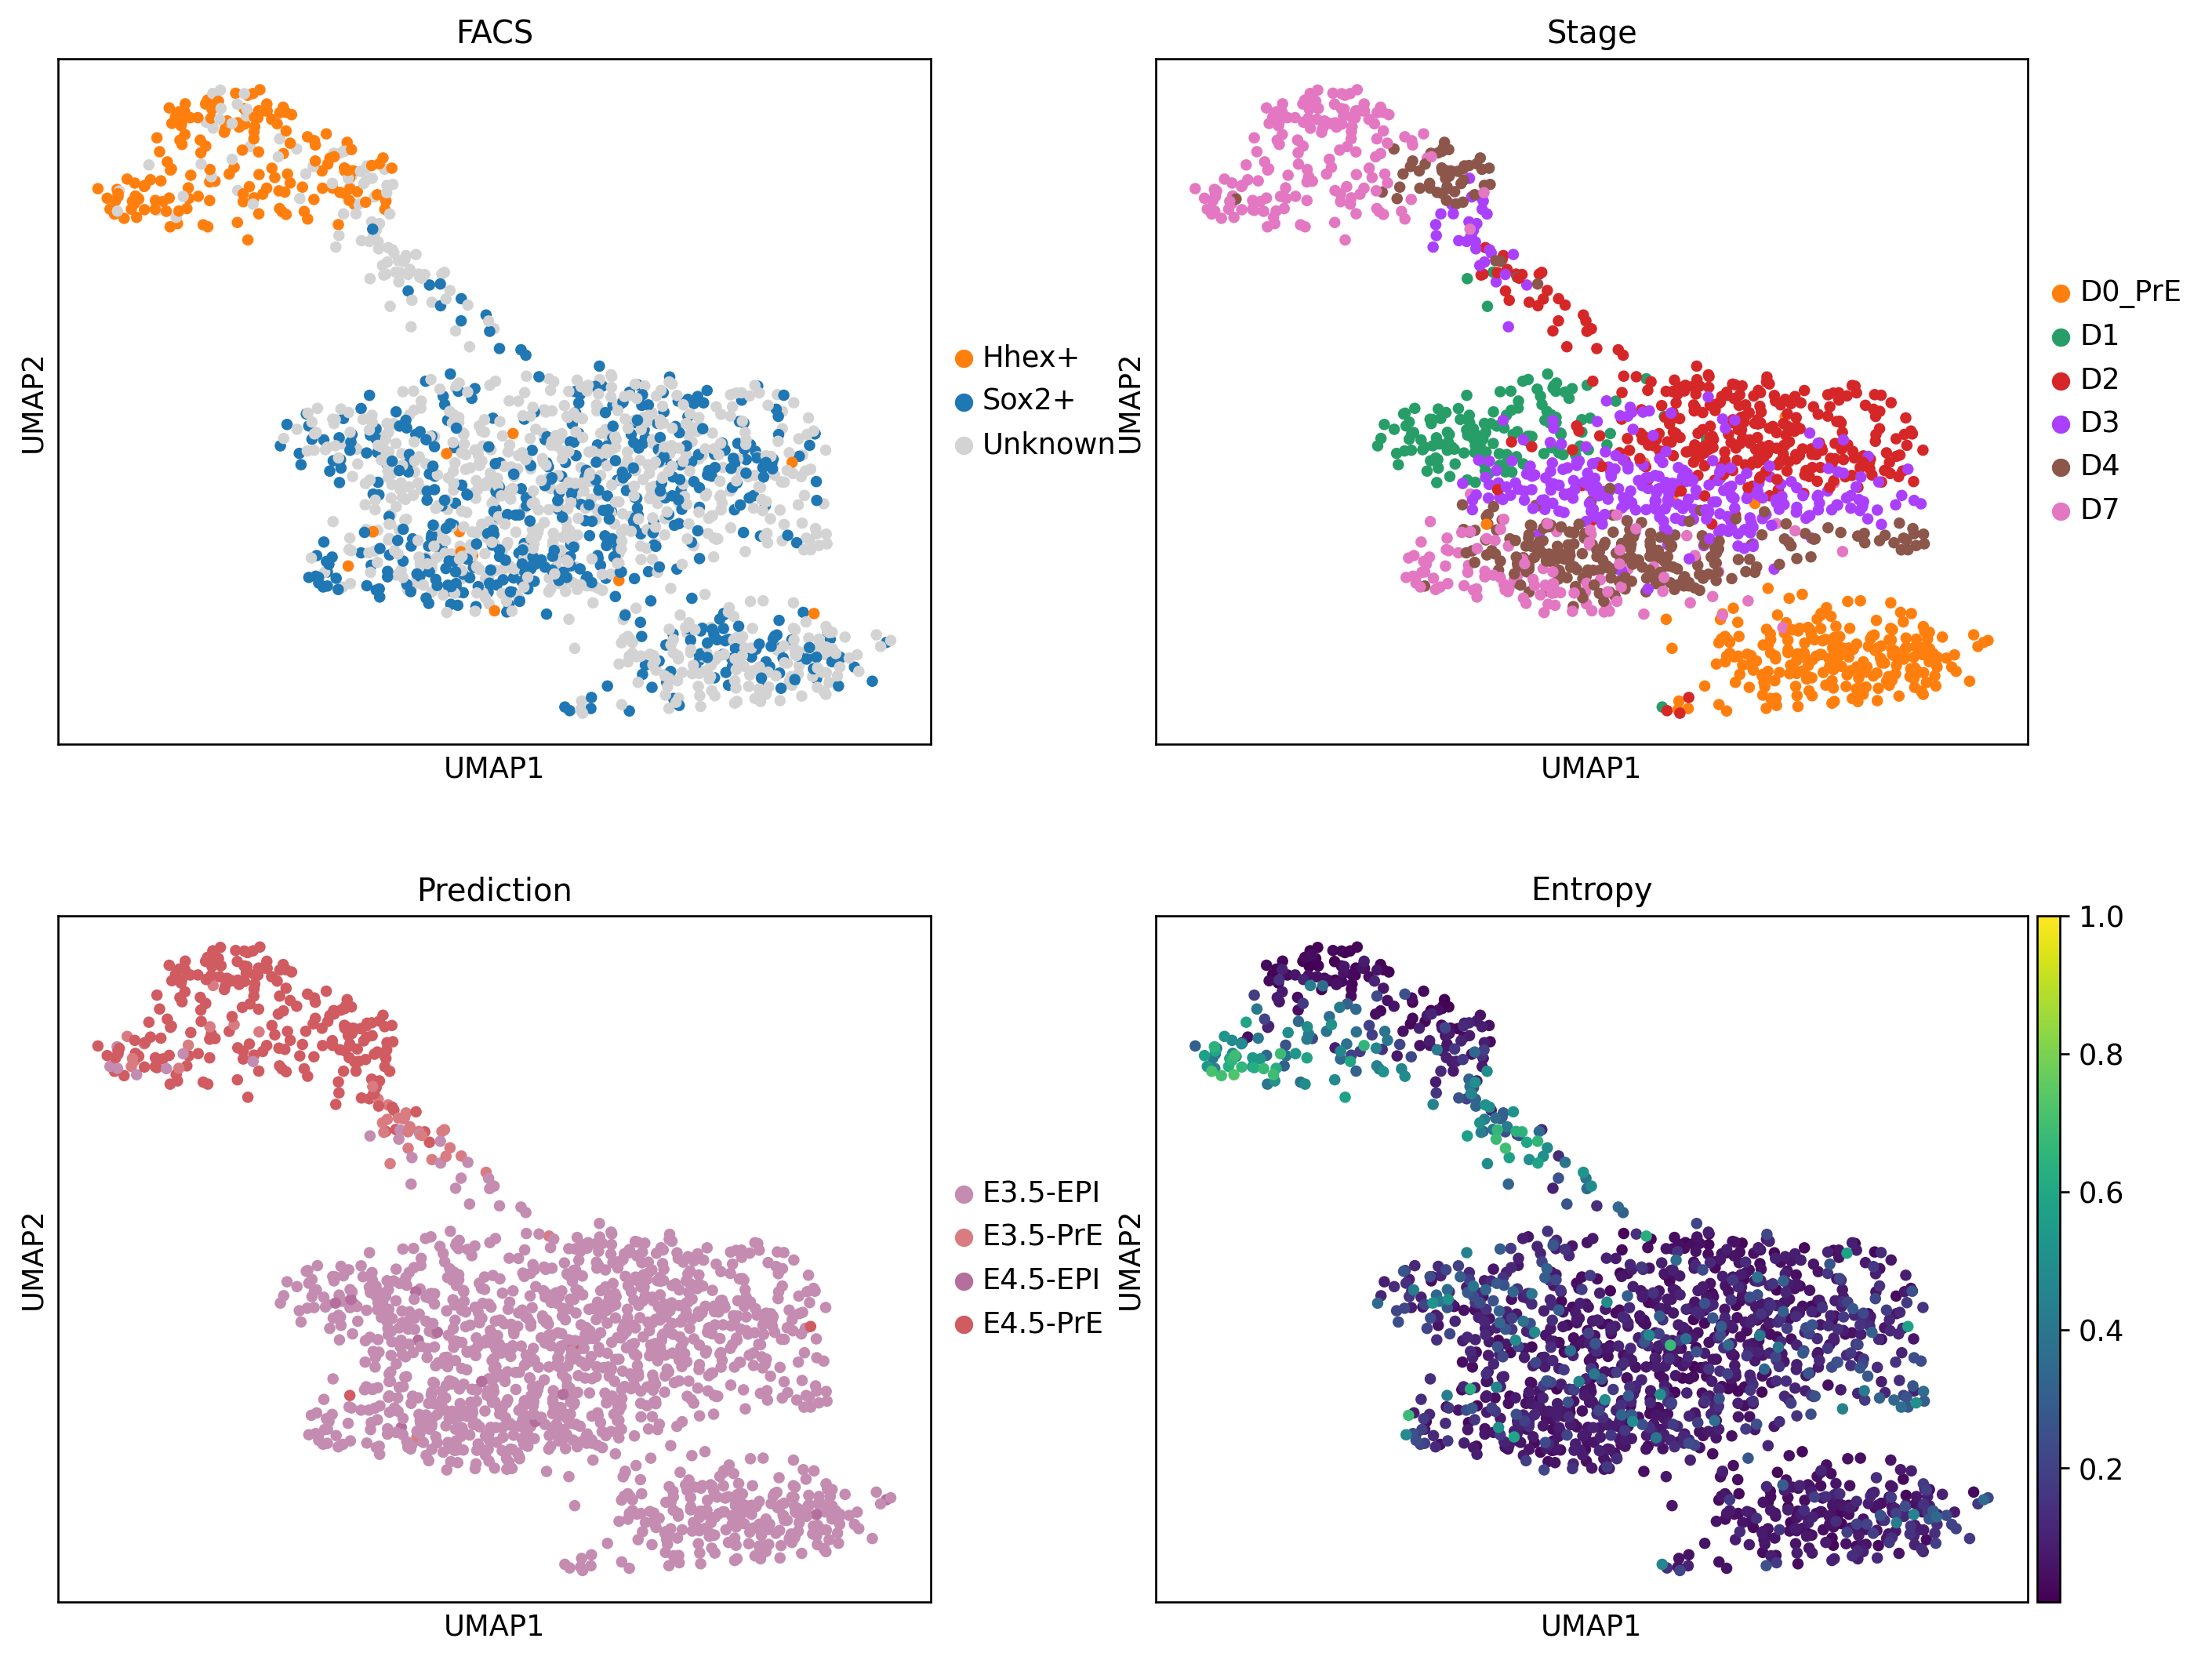 FACS
UMAP2
UMAP1
Hhex+
Sox2+
Unknown
Stage
UMAP2
UMAP1
D0_PrE
D1
D2
D3
D4
D7
Prediction
UMAP2
UMAP1
E3.5-EPI
E3.5-PrE
E4.5-EPI
E4.5-PrE
Entropy
UMAP2
UMAP1
1.0
0.8
0.6
0.4
0.2